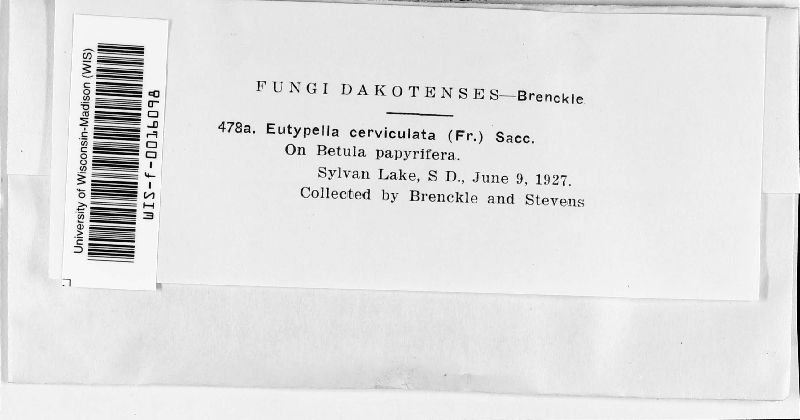 University of Wisconsin-Madison (WIS)
WIS-f-0016098
FUNGI DAKOTENSES—Brenckle
478a. Eutypella cerviculata (Fr.) Sacc.
On Betula papyrifera.
Sylvan Lake, S D., June 9, 1927.
Collected by Brenckle and Stevens